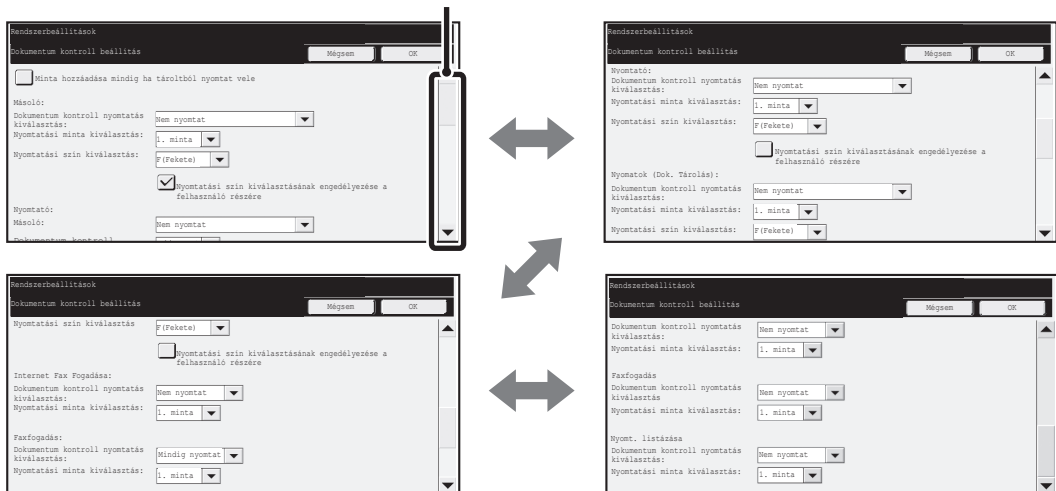 Rendszerbeállítások
Dokumentum kontroll beállítás
Mégsem
OK
Minta hozzáadása mindig ha tároltból nyomtat vele
Másoló:
Dokumentum kontroll nyomtatás
kiválasztás:
Nem nyomtat
Nyomtatási minta kiválasztás:
1. minta
Nyomtatási szín kiválasztás:
F(Fekete)
Nyomtatási szín kiválasztásának engedélyezése a
felhasználó részére
Nyomtató:
Másoló:
Nem nyomtat
Dokumentum kontroll
Rendszerbeállítások
Dokumentum kontroll beállítás
Mégsem
OK
Nyomtató:
Dokumentum kontroll nyomtatás
kiválasztás:
Nem nyomtat
Nyomtatási minta kiválasztás:
1. minta
Nyomtatási szín kiválasztás:
F(Fekete)
Nyomtatási szín kiválasztásának engedélyezése a
felhasználó részére
Nyomatok (Dok. Tárolás):
Dokumentum kontroll nyomtatás
kiválasztás:
Nem nyomtat
Nyomtatási minta kiválasztás:
1. minta
Nyomtatási szín kiválasztás:
F(Fekete)
Rendszerbeállítások
Dokumentum kontroll beállítás
Mégsem
OK
Nyomtatási szín kiválasztás
F(Fekete)
Nyomtatási szín kiválasztásának engedélyezése a
felhasználó részére
Internet Fax Fogadása:
Dokumentum kontroll nyomtatás
kiválasztás:
Nem nyomtat
Nyomtatási minta kiválasztás:
1. minta
Faxfogadás:
Dokumentum kontroll nyomtatás
kiválasztás:
Mindig nyomtat
Nyomtatási minta kiválasztás:
1. minta
Rendszerbeállítások
Dokumentum kontroll beállítás
Mégsem
OK
Dokumentum kontroll nyomtatás
kiválasztás:
Nem nyomtat
Nyomtatási minta kiválasztás:
1. minta
Faxfogadás
Dokumentum kontroll nyomtatás
kiválasztás
Nem nyomtat
Nyomtatási minta kiválasztás:
1. minta
Nyomt. listázása
Dokumentum kontroll nyomtatás
kiválasztás:
Nem nyomtat
Nyomtatási minta kiválasztás:
1. minta